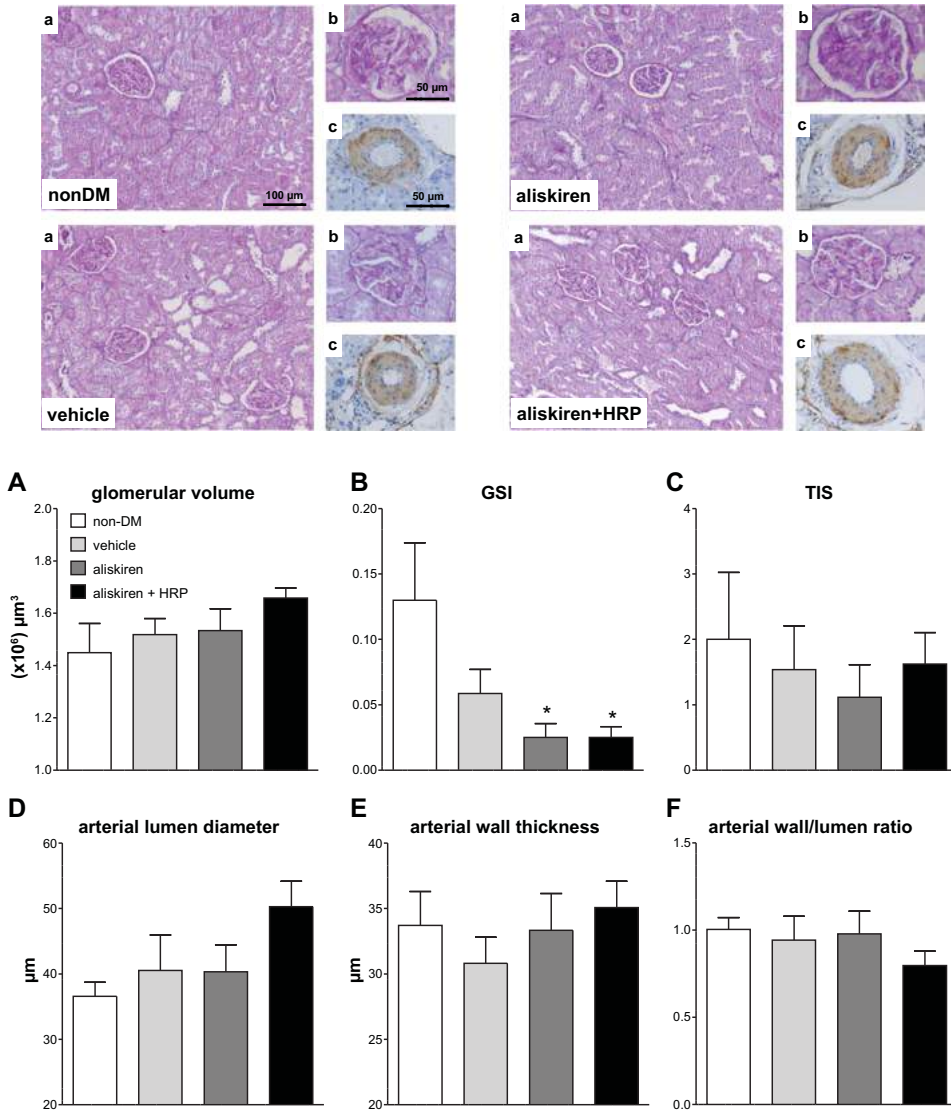 a
b
50 µm
c
50 µm
nonDM
100 µm
a
b
c
aliskiren
a
b
c
vehicle
a
b
c
aliskiren+HRP
A
glomerular volume
(x10⁶) µm³
2.0
1.8
1.6
1.4
1.2
1.0
non-DM
vehicle
aliskiren
aliskiren + HRP
B
GSI
0.20
0.15
0.10
0.05
0.00
*
*
C
TIS
4
3
2
1
0
D
arterial lumen diameter
µm
60
50
40
30
20
E
arterial wall thickness
µm
40
35
30
25
20
F
arterial wall/lumen ratio
1.5
1.0
0.5
0.0